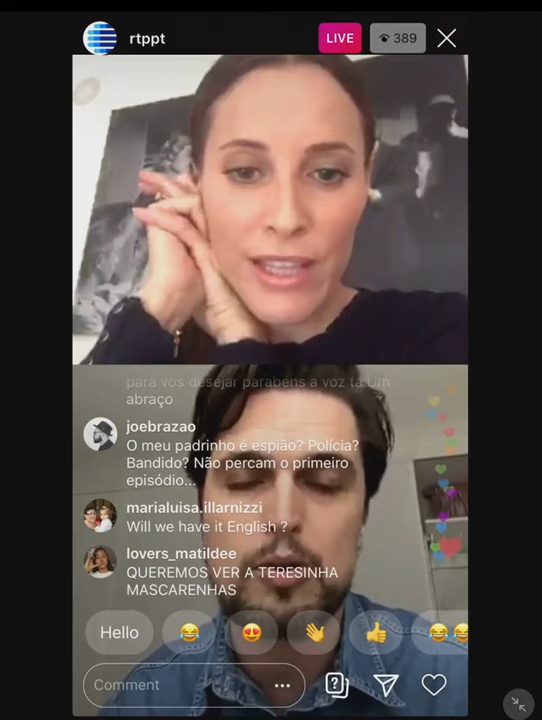 rtppt
LIVE
389
para vos desejar parabéns a voz tá Um
abraço
joebrazao
O meu padrinho é espião? Polícia?
Bandido? Não percam o primeiro
episódio...
marialuisa.illarnizzi
Will we have it English ?
lovers_matildee
QUEREMOS VER A TERESINHA
MASCARENHAS
Hello
Comment